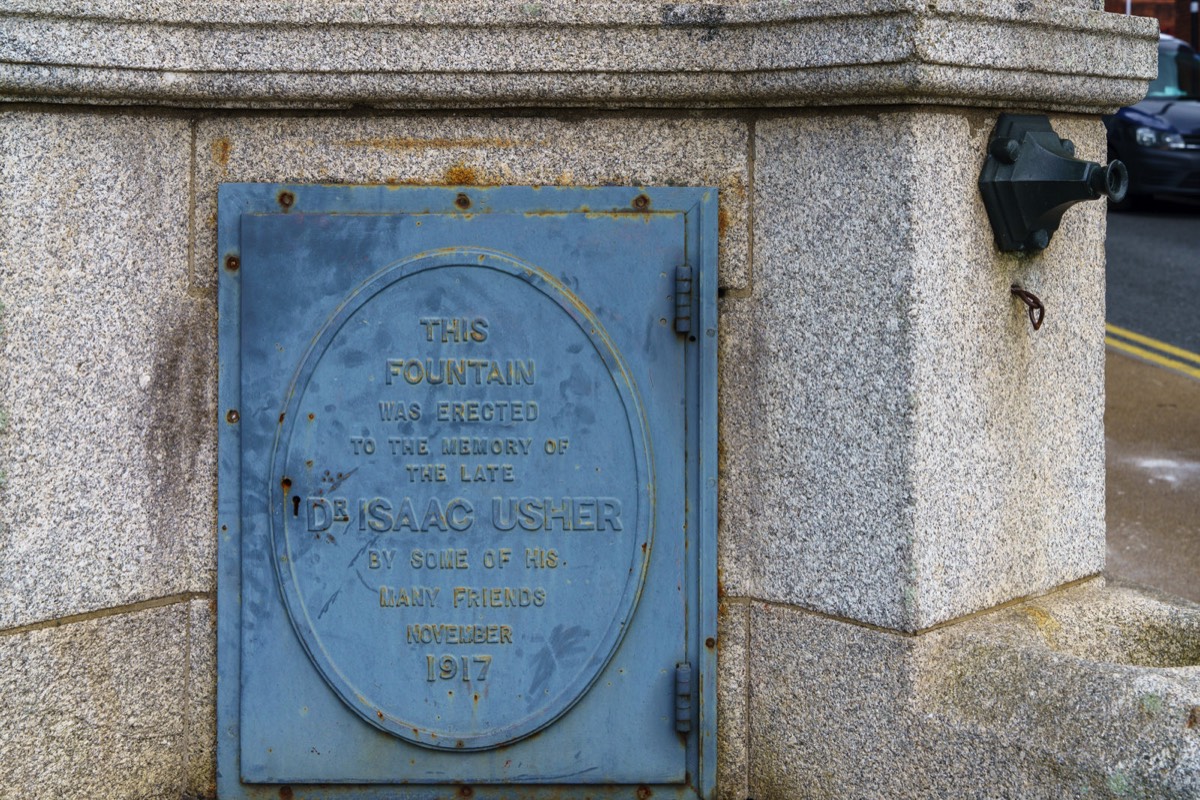 THIS
FOUNTAIN
WAS ERECTED
TO THE MEMORY OF
THE LATE
DR ISAAC USHER
BY SOME OF HIS
MANY FRIENDS
NOVEMBER
1917